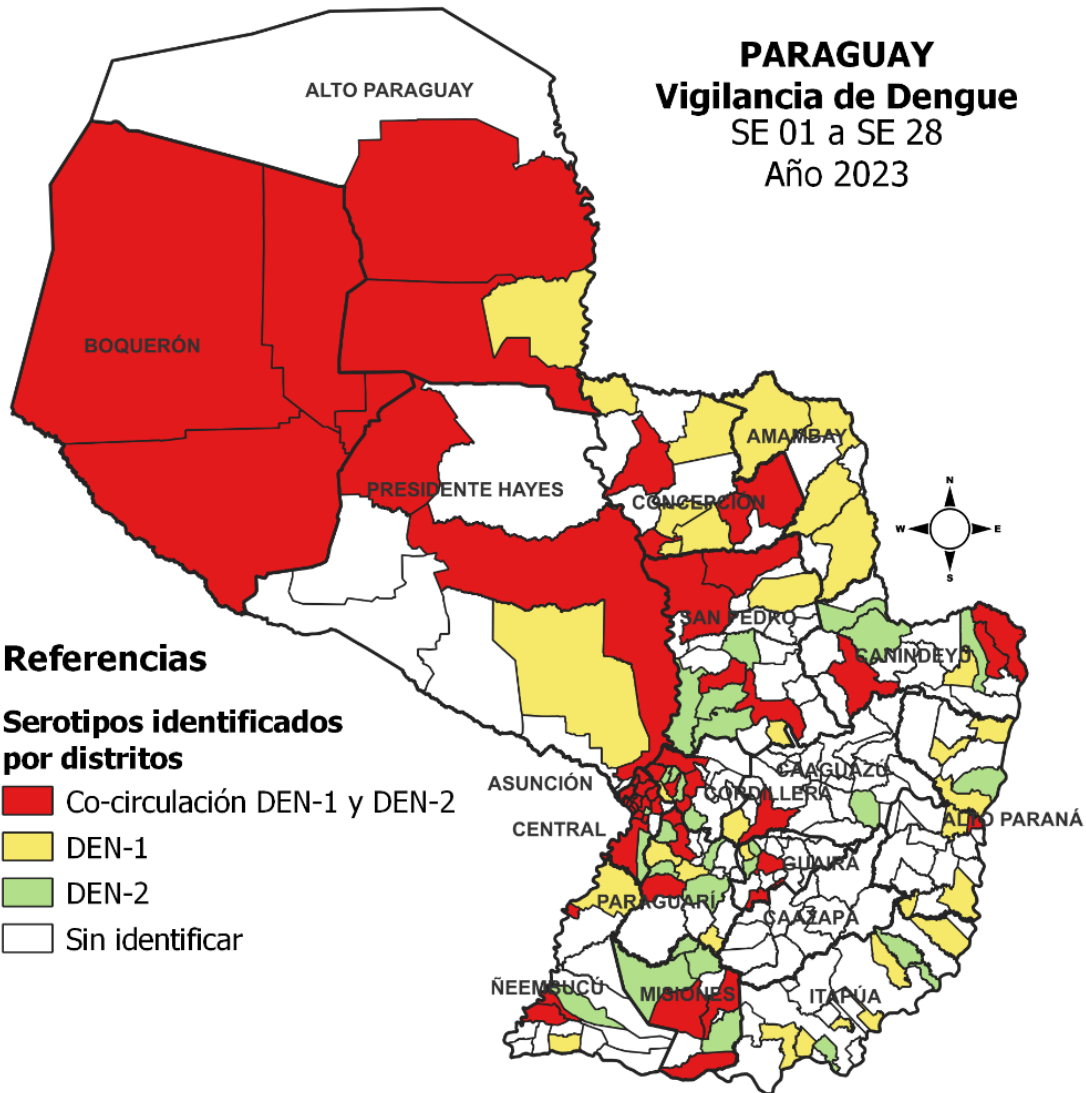 PARAGUAY
Vigilancia de Dengue
SE 01 a SE 28
Año 2023
ALTO PARAGUAY
BOQUERÓN
PRESIDENTE HAYES
AMAMBAY
CONCEPCIÓN
N
W
E
S
SAN PEDRO
CANINDEYÚ
Referencias
Serotipos identificados
por distritos
Co-circulación DEN-1 y DEN-2
DEN-1
DEN-2
Sin identificar
ASUNCIÓN
CENTRAL
CAAGUAZÚ
CORDILLERA
ALTO PARANÁ
GUAIRÁ
PARAGUARÍ
CAAZAPÁ
ÑEEMBUCÚ
MISIONES
ITAPÚA